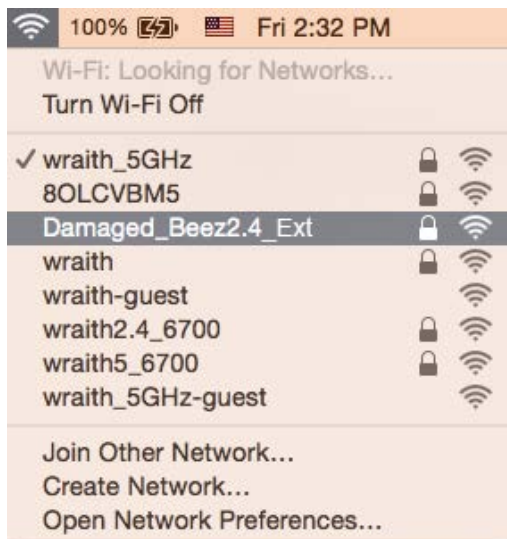 100% Fri 2:32 PM
Wi-Fi: Looking for Networks...
Turn Wi-Fi Off
wraith_5GHz
8OLCVBM5
Damaged_Beez2.4_Ext
wraith
wraith-guest
wraith2.4_6700
wraith5_6700
wraith_5GHz-guest
Join Other Network...
Create Network...
Open Network Preferences...